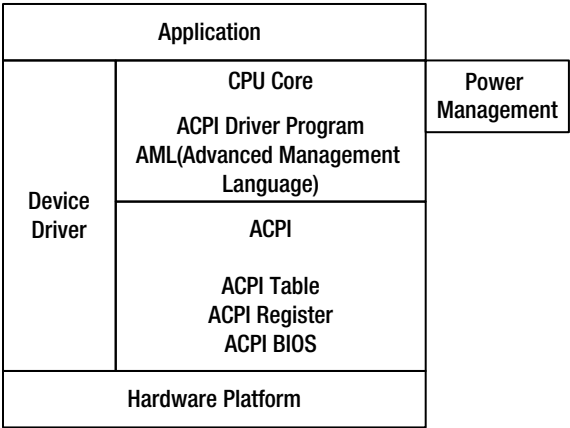 Application
CPU Core
Power
Management
ACPI Driver Program
AML(Advanced Management
Language)
Device
Driver
ACPI
ACPI Table
ACPI Register
ACPI BIOS
Hardware Platform